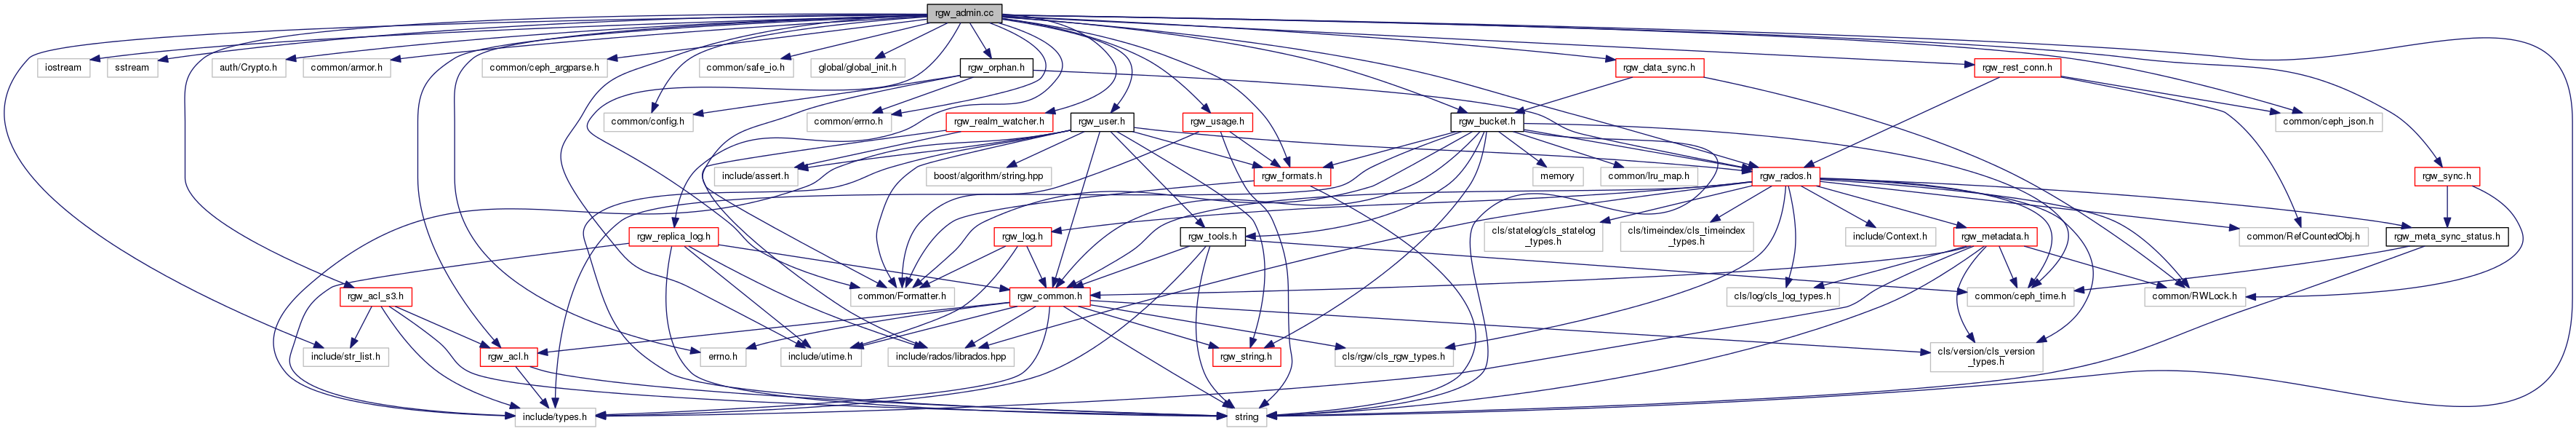 rgw_admin.cc
iostream
sstream
auth/Crypto.h
common/armor.h
common/ceph_argparse.h
common/safe_io.h
global/global_init.h
rgw_orphan.h
rgw_data_sync.h
rgw_rest_conn.h
common/config.h
common/errno.h
rgw_realm_watcher.h
rgw_user.h
rgw_usage.h
rgw_bucket.h
common/ceph_json.h
include/assert.h
boost/algorithm/string.hpp
rgw_formats.h
memory
common/lru_map.h
rgw_rados.h
rgw_sync.h
rgw_replica_log.h
rgw_log.h
rgw_tools.h
cls/statelog/cls_statelog
_types.h
cls/timeindex/cls_timeindex
_types.h
include/Context.h
rgw_metadata.h
common/RefCountedObj.h
rgw_meta_sync_status.h
rgw_acl_s3.h
common/Formatter.h
rgw_common.h
cls/log/cls_log_types.h
common/ceph_time.h
common/RWLock.h
include/str_list.h
rgw_acl.h
errno.h
include/utime.h
include/rados/librados.hpp
rgw_string.h
cls/rgw/cls_rgw_types.h
cls/version/cls_version
_types.h
include/types.h
string